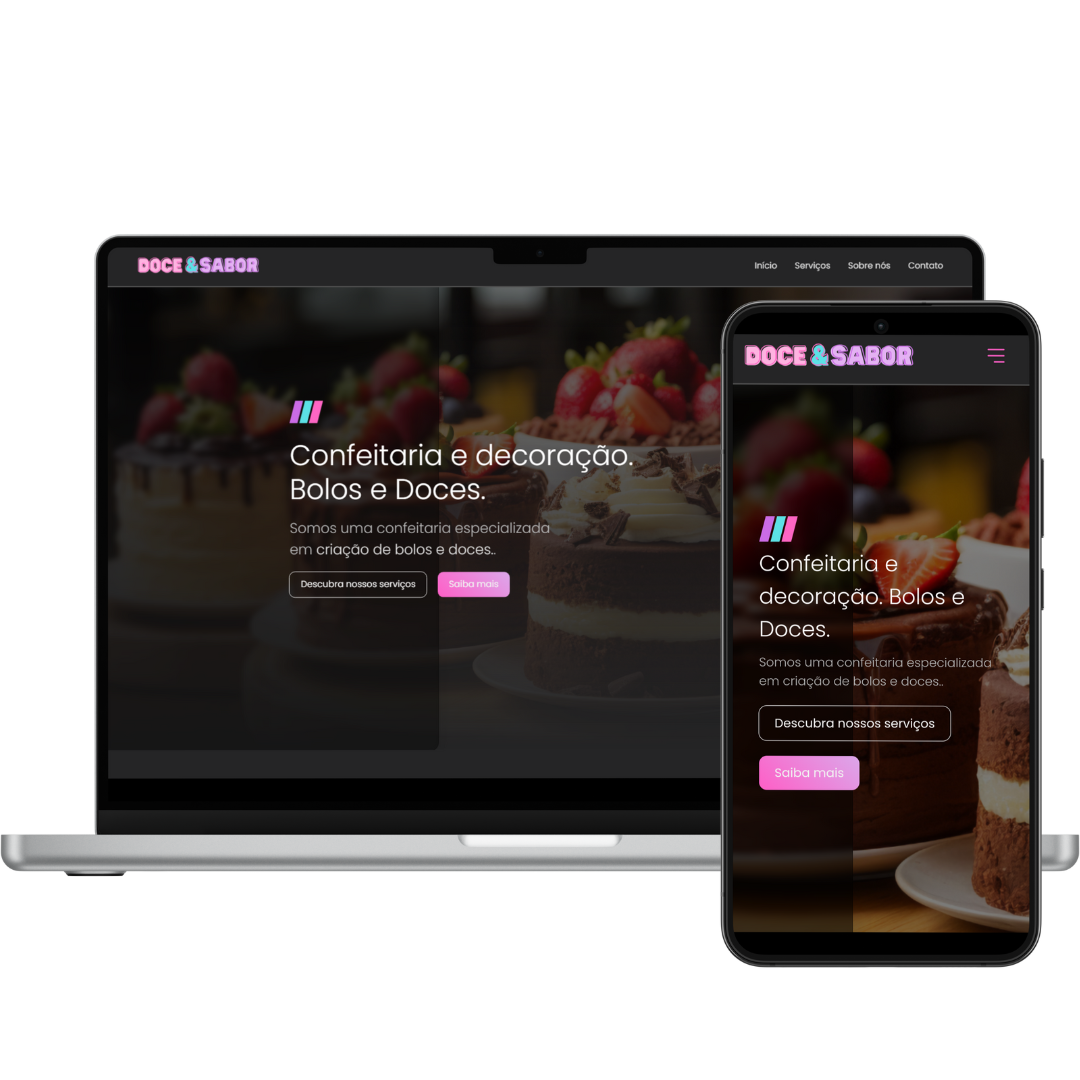 DOCE & SABOR
Início Serviços Sobre nós Contato
Confeitaria e decoração.
Bolos e Doces.
Somos uma confeitaria especializada
em criação de bolos e doces..
Descubra nossos serviços Saiba mais
DOCE & SABOR
Confeitaria e
decoração. Bolos e
Doces.
Somos uma confeitaria especializada
em criação de bolos e doces..
Descubra nossos serviços
Saiba mais